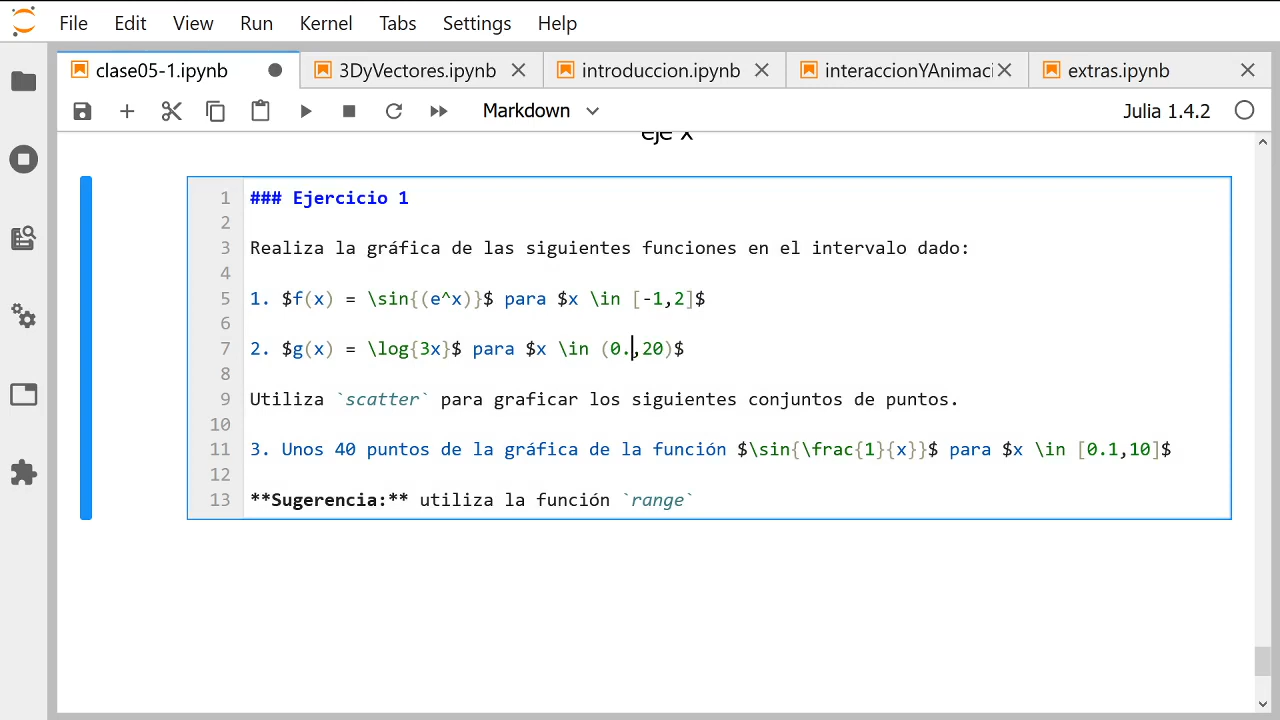 File Edit View Run Kernel Tabs Settings Help
clase05-1.ipynb 3DyVectores.ipynb introduccion.ipynb interaccionYAnimaci extras.ipynb
Markdown Julia 1.4.2
eje x
1 ### Ejercicio 1
2
3 Realiza la gráfica de las siguientes funciones en el intervalo dado:
4
5 1. $f(x) = \sin{(e^x)}$ para $x \in [-1,2]$
6
7 2. $g(x) = \log{3x}$ para $x \in (0.,20)$
8
9 Utiliza `scatter` para graficar los siguientes conjuntos de puntos.
10
11 3. Unos 40 puntos de la gráfica de la función $\sin{\frac{1}{x}}$ para $x \in [0.1,10]$
12
13 **Sugerencia:** utiliza la función `range`